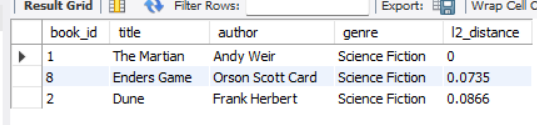 Result Grid Filter Rows: Export: Wrap Cell C
book_id title author genre l2_distance
1 The Martian Andy Weir Science Fiction 0
8 Enders Game Orson Scott Card Science Fiction 0.0735
2 Dune Frank Herbert Science Fiction 0.0866